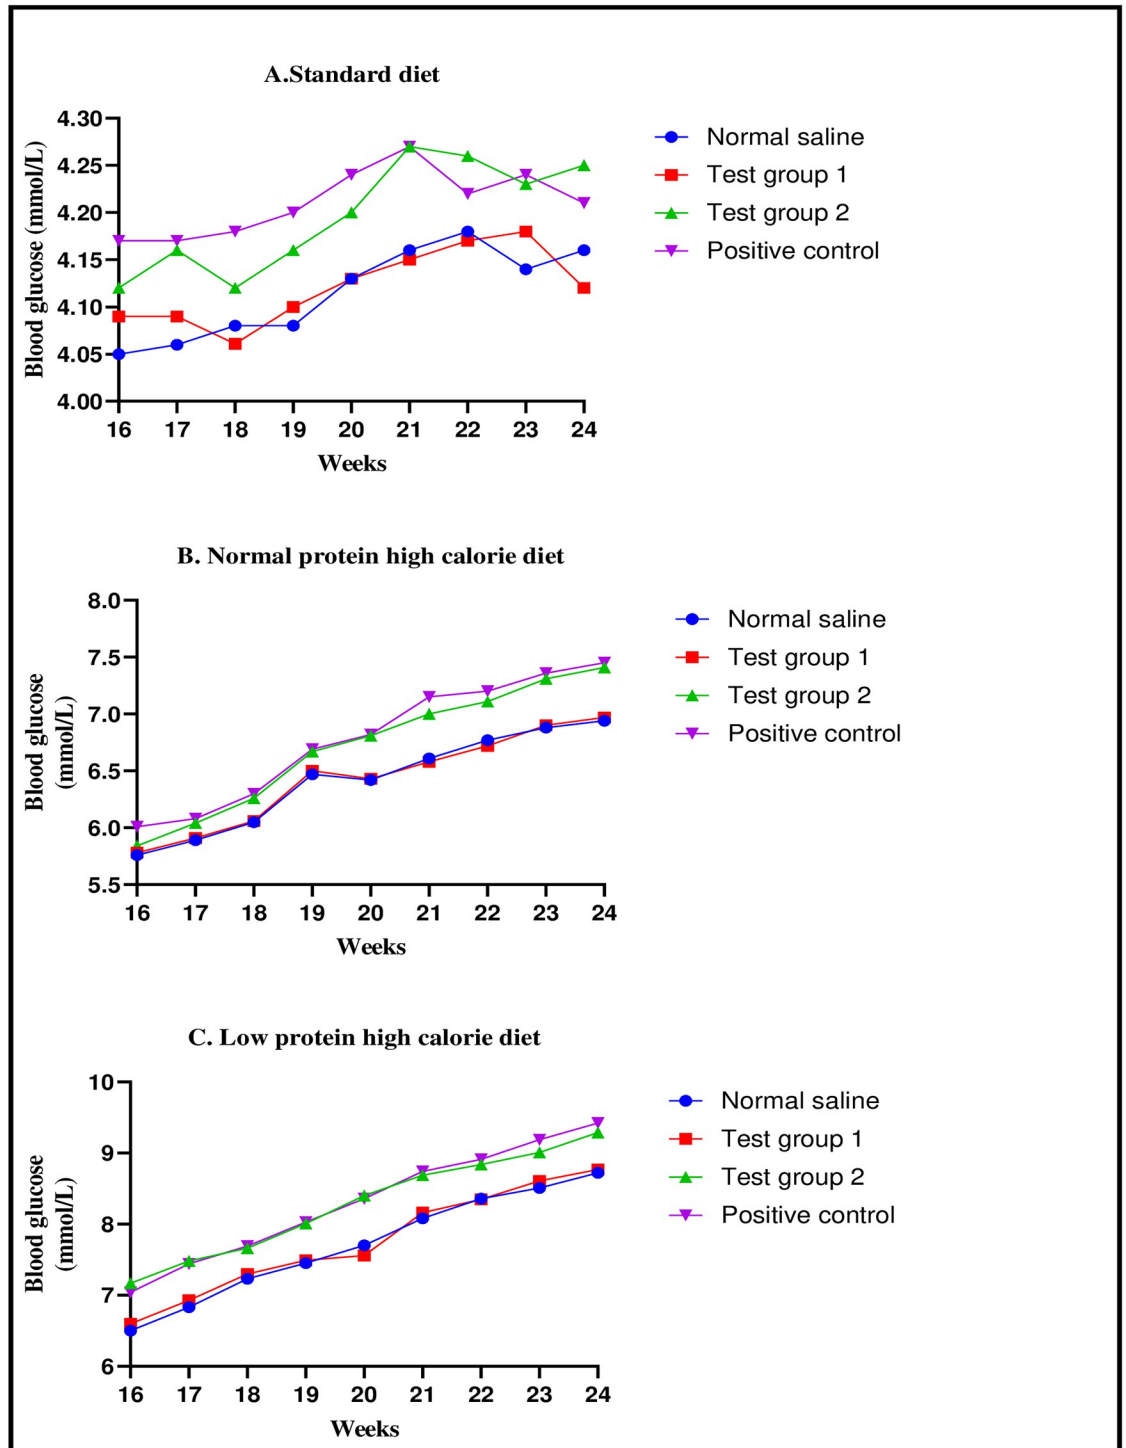 A.Standard diet
Blood glucose (mmol/L)
4.30
4.25
4.20
4.15
4.10
4.05
4.00
16 17 18 19 20 21 22 23 24
Weeks
Normal saline
Test group 1
Test group 2
Positive control
B. Normal protein high calorie diet
Blood glucose
(mmol/L)
8.0
7.5
7.0
6.5
6.0
5.5
16 17 18 19 20 21 22 23 24
Weeks
Normal saline
Test group 1
Test group 2
Positive control
C. Low protein high calorie diet
Blood glucose
(mmol/L)
10
9
8
7
6
16 17 18 19 20 21 22 23 24
Weeks
Normal saline
Test group 1
Test group 2
Positive control